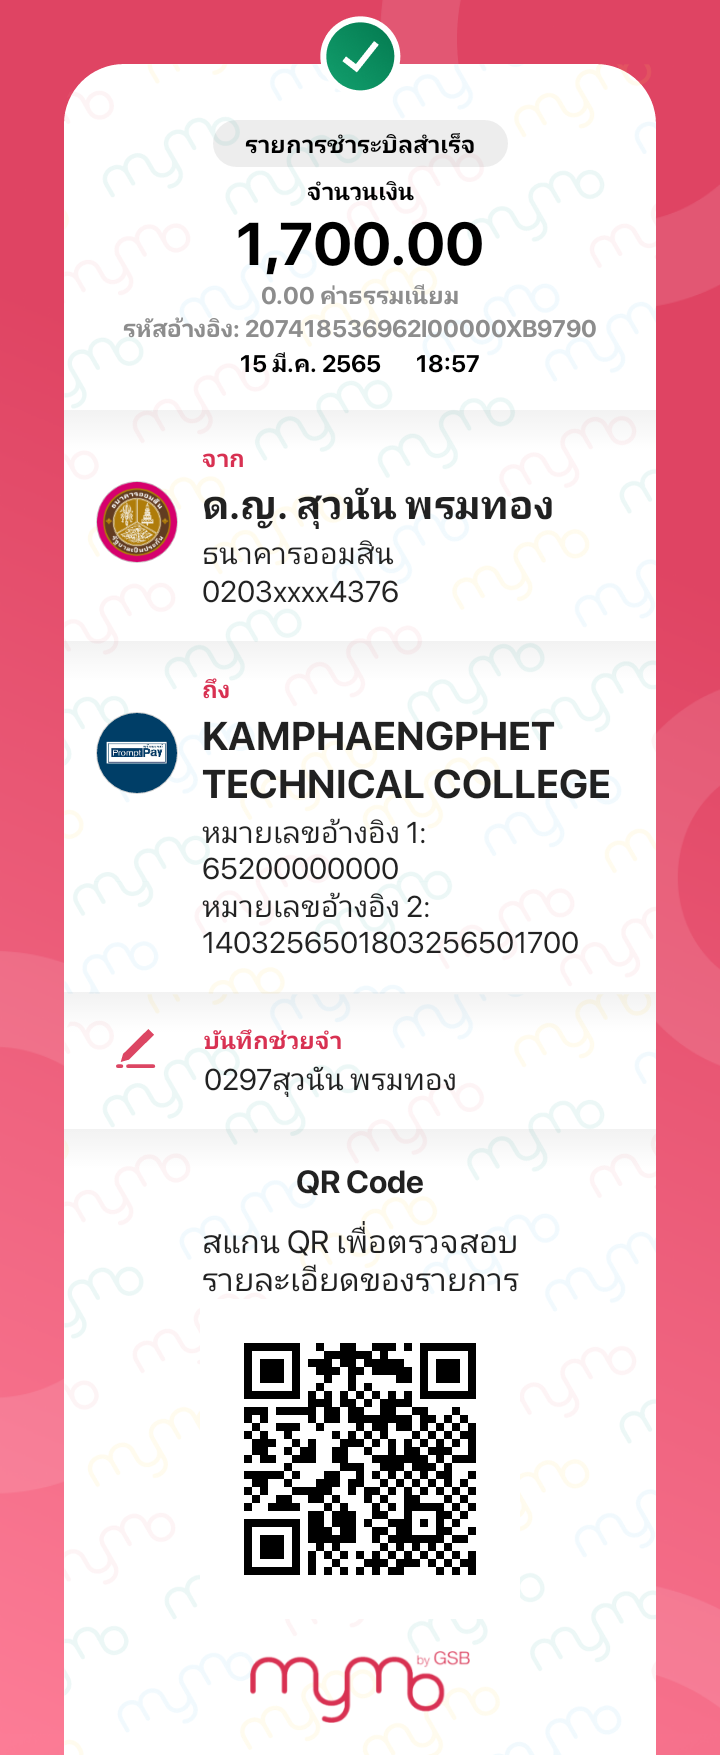 รายการชำระบิลสำเร็จ
จำนวนเงิน
1,700.00
0.00 ค่าธรรมเนียม
รหัสอ้างอิง: 207418536962I00000XB9790
15 มี.ค. 2565 18:57
จาก
ด.ญ. สุวนัน พรมทอง
ธนาคารออมสิน
0203xxxx4376
ถึง
PromptPay
KAMPHAENGPHET
TECHNICAL COLLEGE
หมายเลขอ้างอิง 1:
65200000000
หมายเลขอ้างอิง 2:
1403256501803256501700
บันทึกช่วยจำ
0297สุวนัน พรมทอง
QR Code
สแกน QR เพื่อตรวจสอบ
รายละเอียดของรายการ
mymo by GSB